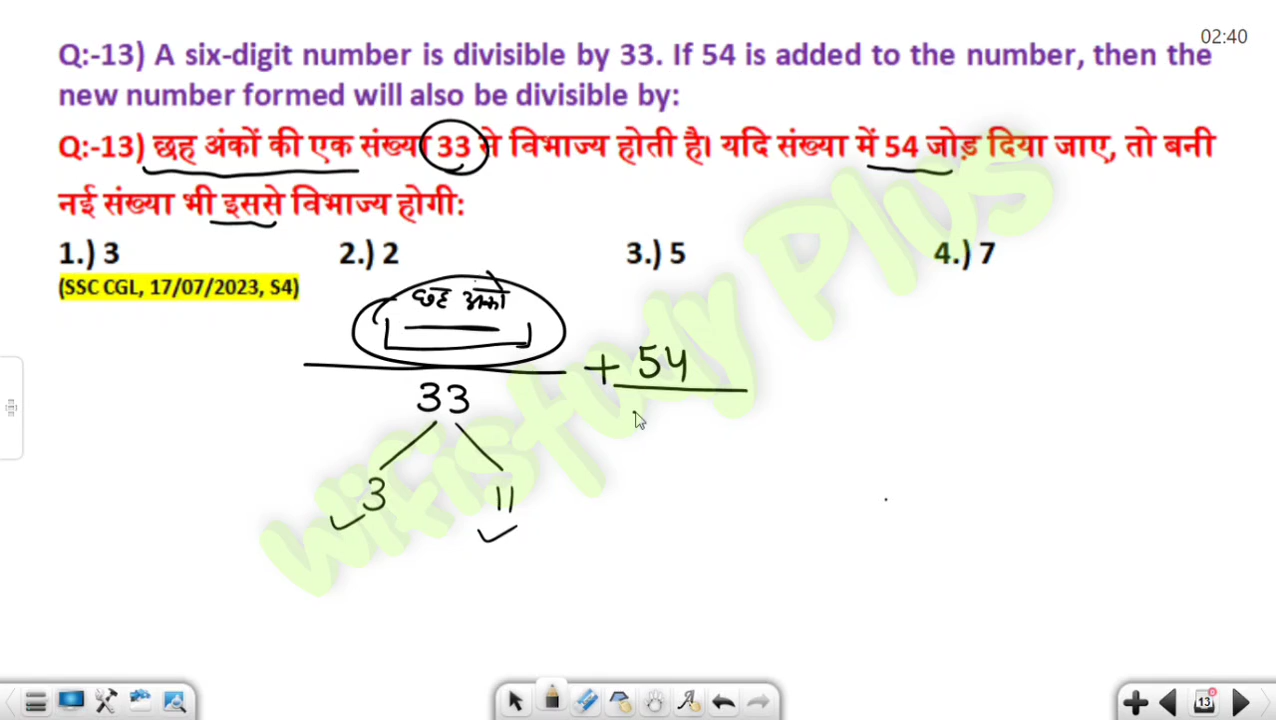 02:40
Q:-13) A six-digit number is divisible by 33. If 54 is added to the number, then the
new number formed will also be divisible by:
Q:-13) छह अंकों की एक संख्या 33 से विभाज्य होती है। यदि संख्या में 54 जोड़ दिया जाए, तो बनी
नई संख्या भी इससे विभाज्य होगी:
1.) 3 2.) 2 3.) 5 4.) 7
(SSC CGL, 17/07/2023, S4)
छह अंको
+ 54
33
3 11
wifistudy Plus
13